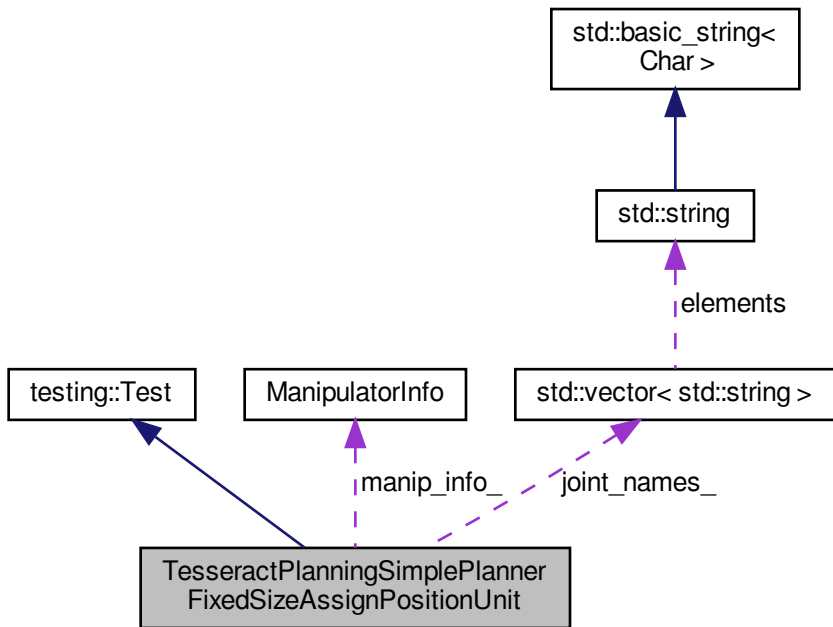 std::basic_string<
Char >
std::string
elements
testing::Test
ManipulatorInfo
std::vector< std::string >
manip_info_
joint_names_
TesseractPlanningSimplePlanner
FixedSizeAssignPositionUnit